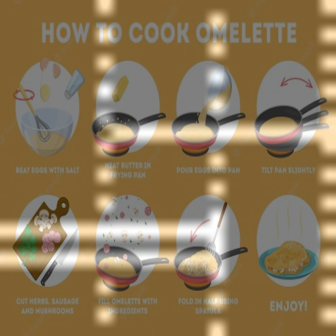 HOW TO COOK OMELETTE
BEAT EGGS WITH SALT
HEAT BUTTER IN
FRYING PAN
POUR EGGS INTO PAN
TILT PAN SLIGHTLY
CUT HERBS, SAUSAGE
AND MUSHROOMS
FILL OMELETTE WITH
INGREDIENTS
FOLD IN HALF USING
SPATULA
ENJOY!